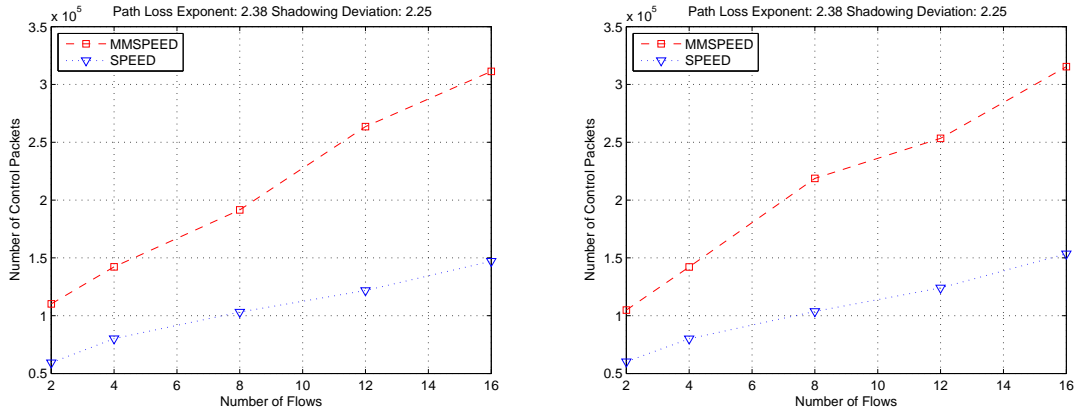 x 10^5
Path Loss Exponent: 2.38 Shadowing Deviation: 2.25
3.5
3
2.5
2
1.5
1
0.5
Number of Control Packets
MMSPEED
SPEED
2 4 6 8 10 12 14 16
Number of Flows
x 10^5
Path Loss Exponent: 2.38 Shadowing Deviation: 2.25
3.5
3
2.5
2
1.5
1
0.5
Number of Control Packets
MMSPEED
SPEED
2 4 6 8 10 12 14 16
Number of Flows